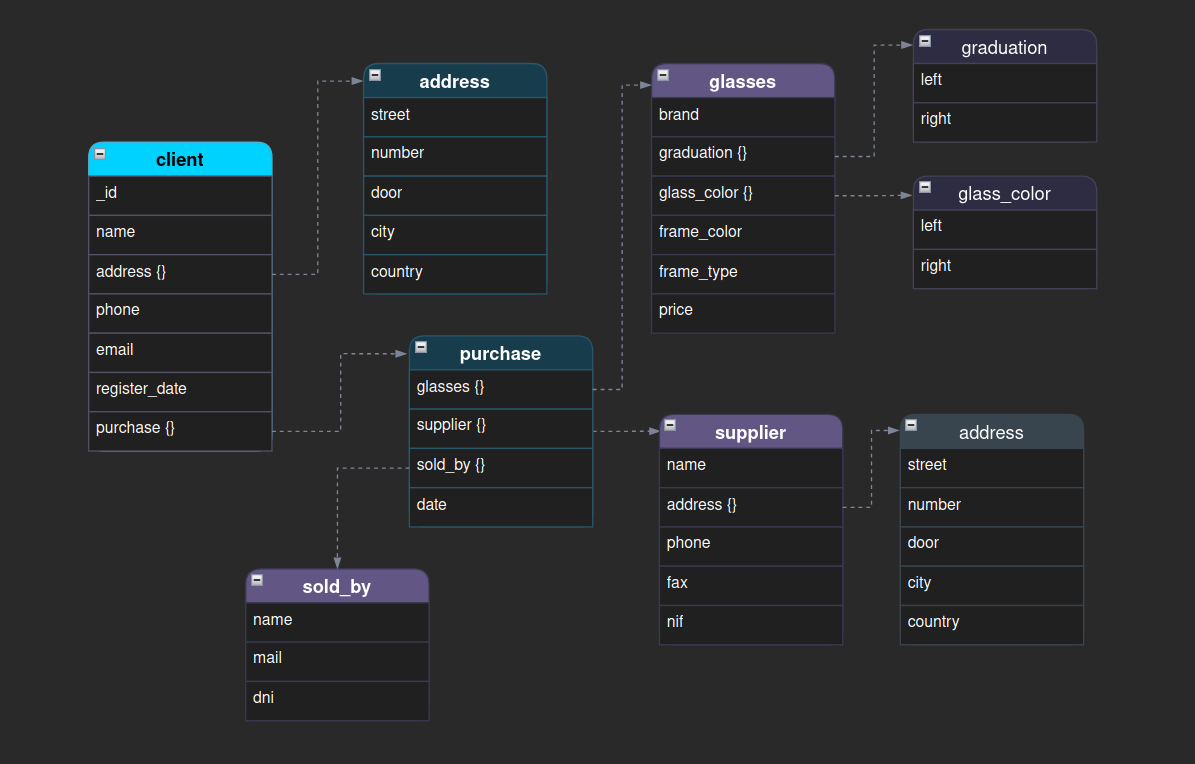 client
_id
name
address {}
phone
email
register_date
purchase {}
address
street
number
door
city
country
purchase
glasses {}
supplier {}
sold_by {}
date
sold_by
name
mail
dni
glasses
brand
graduation {}
glass_color {}
frame_color
frame_type
price
graduation
left
right
glass_color
left
right
supplier
name
address {}
phone
fax
nif
address
street
number
door
city
country